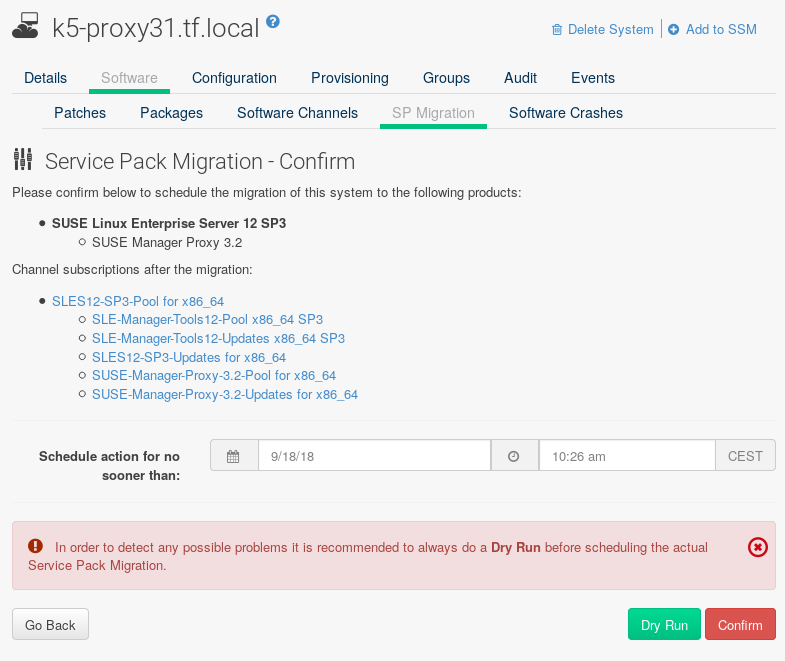 k5-proxy31.tf.local ?
Delete System | Add to SSM
Details Software Configuration Provisioning Groups Audit Events
Patches Packages Software Channels SP Migration Software Crashes
Service Pack Migration - Confirm
Please confirm below to schedule the migration of this system to the following products:
SUSE Linux Enterprise Server 12 SP3
SUSE Manager Proxy 3.2
Channel subscriptions after the migration:
SLES12-SP3-Pool for x86_64
SLE-Manager-Tools12-Pool x86_64 SP3
SLE-Manager-Tools12-Updates x86_64 SP3
SLES12-SP3-Updates for x86_64
SUSE-Manager-Proxy-3.2-Pool for x86_64
SUSE-Manager-Proxy-3.2-Updates for x86_64
Schedule action for no
sooner than:
9/18/18 10:26 am CEST
In order to detect any possible problems it is recommended to always do a Dry Run before scheduling the actual
Service Pack Migration.
Go Back Dry Run Confirm